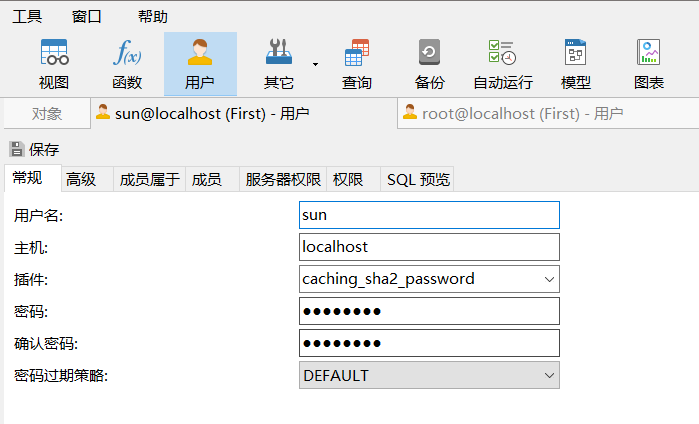 工具 窗口 帮助
f(x)
视图 函数 用户 其它 查询 备份 自动运行 模型 图表
对象 sun@localhost (First) - 用户 root@localhost (First) - 用户
保存
常规 高级 成员属于 成员 服务器权限 权限 SQL 预览
用户名: sun
主机: localhost
插件: caching_sha2_password
密码: ●●●●●●●●
确认密码: ●●●●●●●●
密码过期策略: DEFAULT